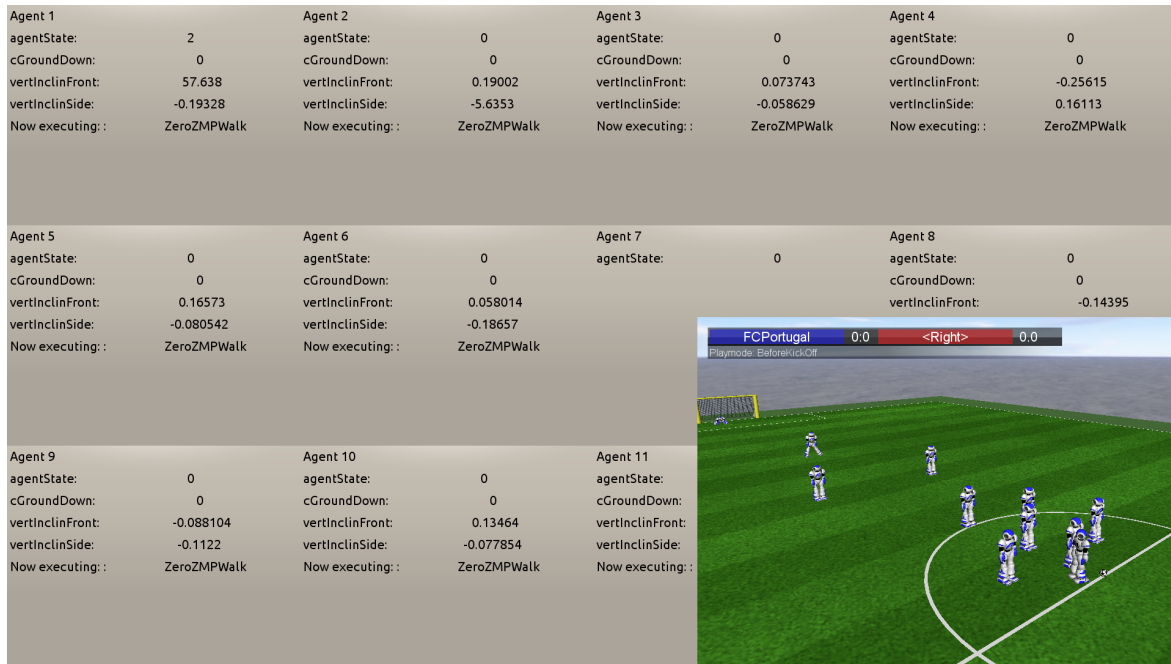 Agent 1 Agent 2 Agent 3 Agent 4
agentState: 2 agentState: 0 agentState: 0 agentState: 0
cGroundDown: 0 cGroundDown: 0 cGroundDown: 0 cGroundDown: 0
vertInclinFront: 57.638 vertInclinFront: 0.19002 vertInclinFront: 0.073743 vertInclinFront: -0.25615
vertInclinSide: -0.19328 vertInclinSide: -5.6353 vertInclinSide: -0.058629 vertInclinSide: 0.16113
Now executing: : ZeroZMPWalk Now executing: : ZeroZMPWalk Now executing: : ZeroZMPWalk Now executing: : ZeroZMPWalk
Agent 5 Agent 6 Agent 7 Agent 8
agentState: 0 agentState: 0 agentState: 0 agentState: 0
cGroundDown: 0 cGroundDown: 0 cGroundDown: 0
vertInclinFront: 0.16573 vertInclinFront: 0.058014 vertInclinFront: -0.14395
vertInclinSide: -0.080542 vertInclinSide: -0.18657
Now executing: : ZeroZMPWalk Now executing: : ZeroZMPWalk
FCPortugal 0:0 <Right> 0.0
Playmode: BeforeKickOff
Agent 9 Agent 10 Agent 11
agentState: 0 agentState: 0 agentState:
cGroundDown: 0 cGroundDown: 0 cGroundDown:
vertInclinFront: -0.088104 vertInclinFront: 0.13464 vertInclinFront:
vertInclinSide: -0.1122 vertInclinSide: -0.077854 vertInclinSide:
Now executing: : ZeroZMPWalk Now executing: : ZeroZMPWalk Now executing: :